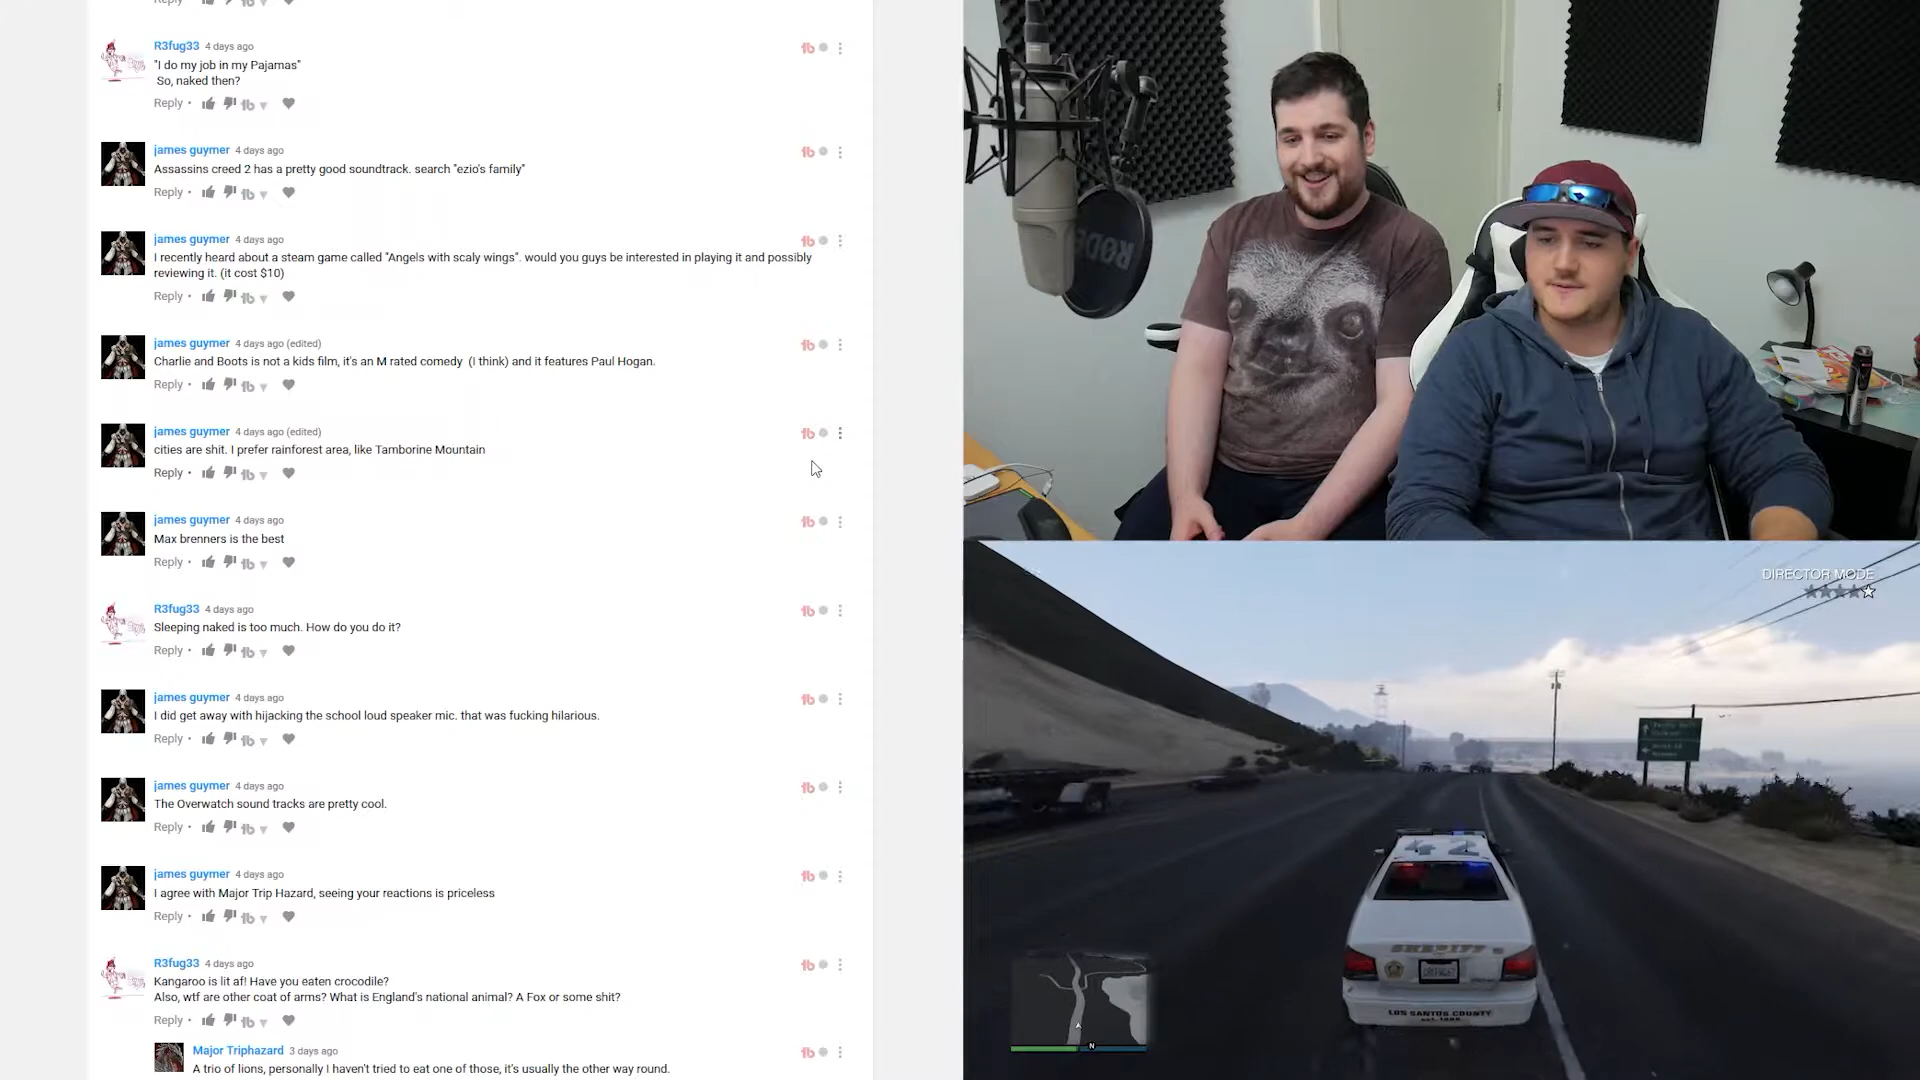 Reply •
R3fug33 4 days ago
"I do my job in my Pajamas"
So, naked then?
Reply •
james guymer 4 days ago
Assassins creed 2 has a pretty good soundtrack. search "ezio's family"
Reply •
james guymer 4 days ago
I recently heard about a steam game called "Angels with scaly wings". would you guys be interested in playing it and possibly
reviewing it. (it cost $10)
Reply •
james guymer 4 days ago (edited)
Charlie and Boots is not a kids film, it's an M rated comedy (I think) and it features Paul Hogan.
Reply •
james guymer 4 days ago (edited)
cities are shit. I prefer rainforest area, like Tamborine Mountain
Reply •
james guymer 4 days ago
Max brenners is the best
Reply •
R3fug33 4 days ago
Sleeping naked is too much. How do you do it?
Reply •
james guymer 4 days ago
I did get away with hijacking the school loud speaker mic. that was fucking hilarious.
Reply •
james guymer 4 days ago
The Overwatch sound tracks are pretty cool.
Reply •
james guymer 4 days ago
I agree with Major Trip Hazard, seeing your reactions is priceless
Reply •
R3fug33 4 days ago
Kangaroo is lit af! Have you eaten crocodile?
Also, wtf are other coat of arms? What is England's national animal? A Fox or some shit?
Reply •
Major Triphazard 3 days ago
A trio of lions, personally I haven't tried to eat one of those, it's usually the other way round.
RØDE
DIRECTOR MODE
42
SHERIFF
LOS SANTOS COUNTY
N